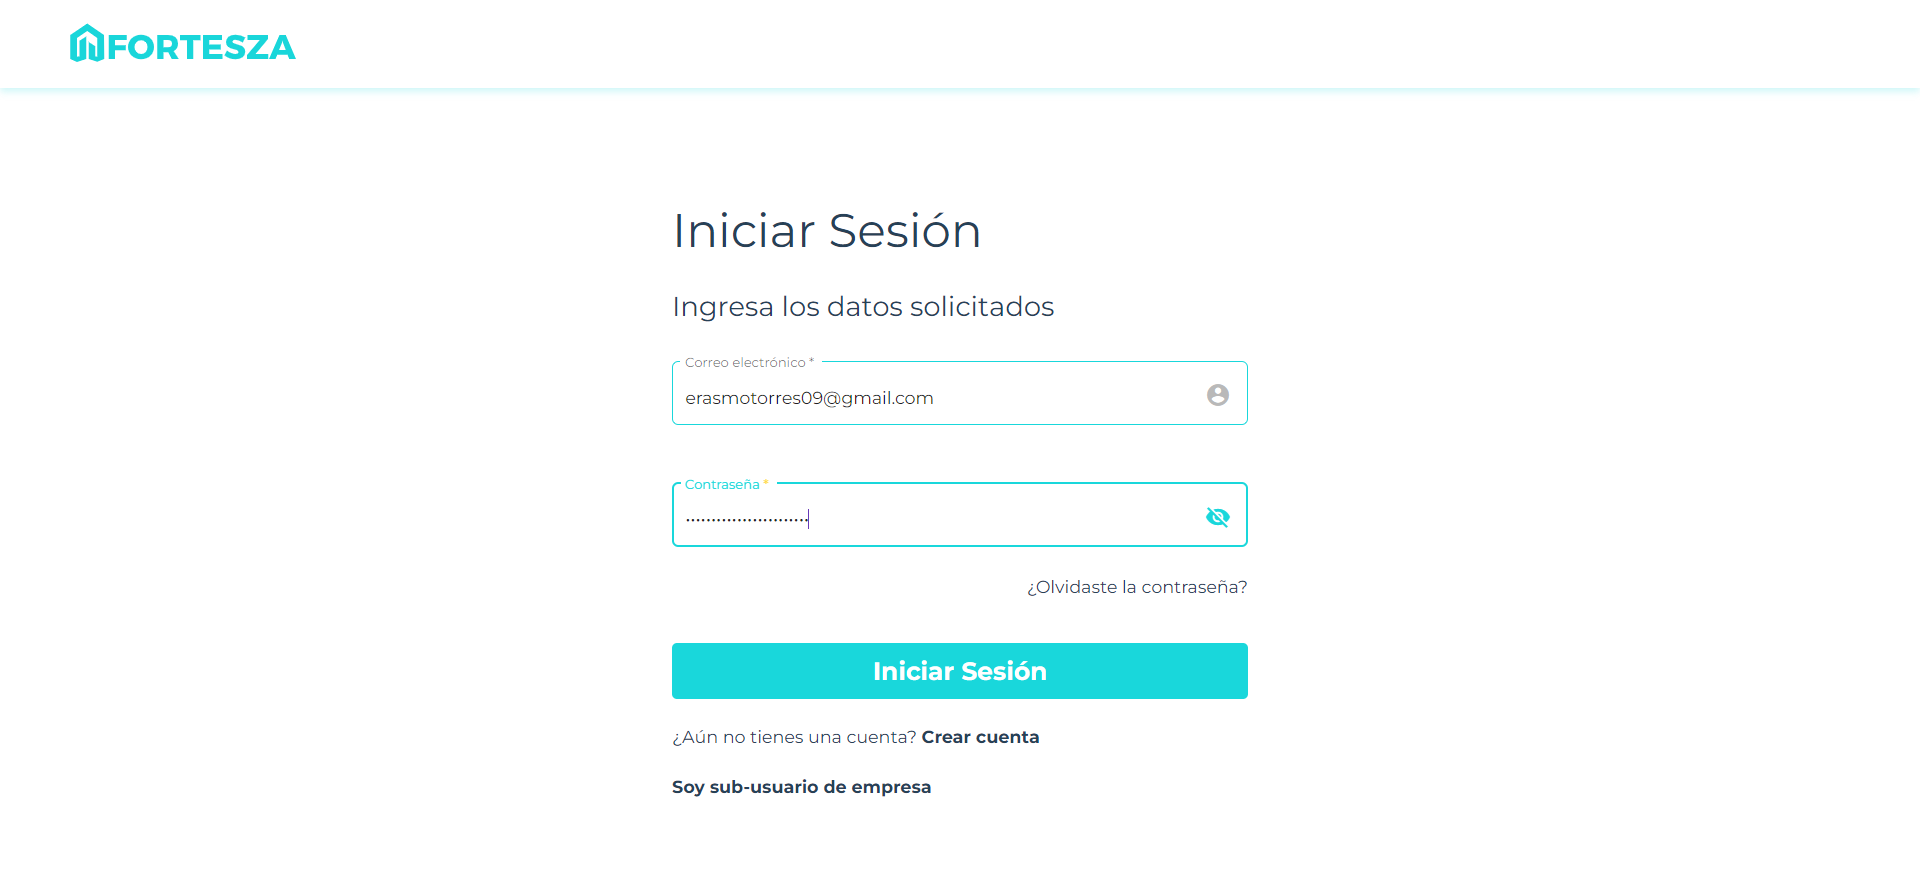 FORTESZA
Iniciar Sesión
Ingresa los datos solicitados
Correo electrónico *
erasmotorres09@gmail.com
Contraseña *
¿Olvidaste la contraseña?
Iniciar Sesión
¿Aún no tienes una cuenta? Crear cuenta
Soy sub-usuario de empresa